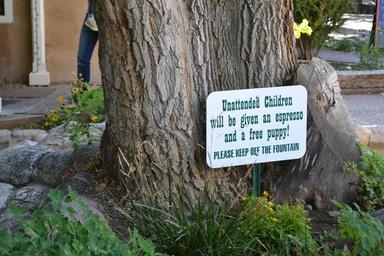 Unattended Children
will be given an espresso
and a free puppy!
PLEASE KEEP OFF THE FOUNTAIN